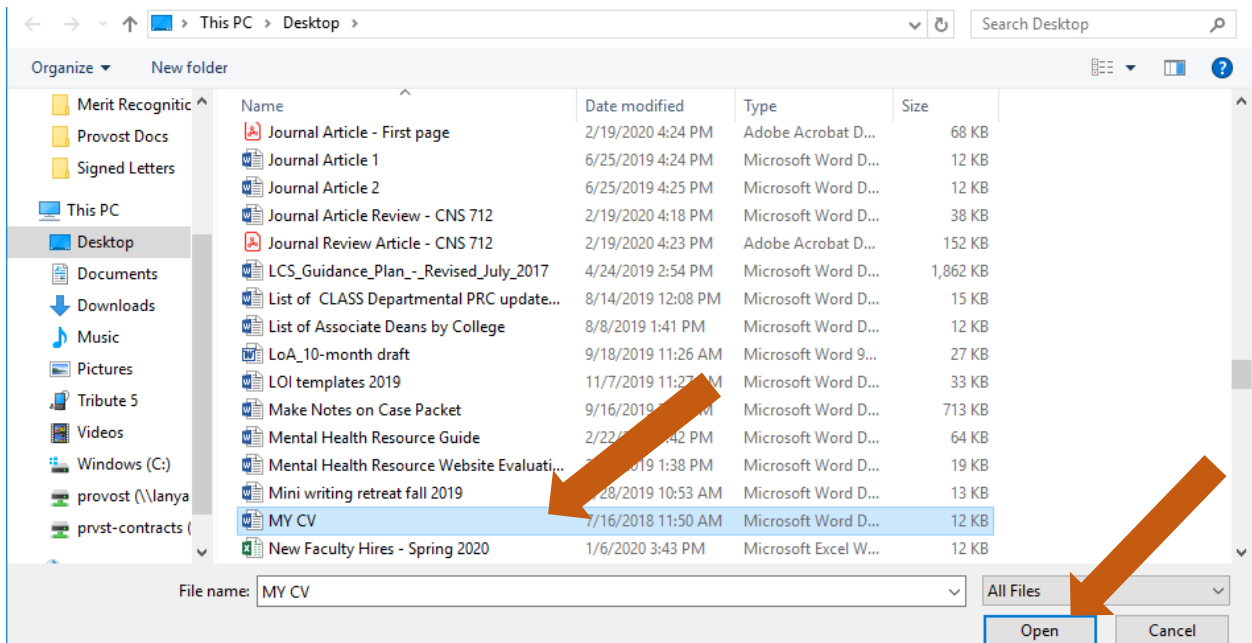 This PC > Desktop > Search Desktop
Organize New folder
Merit Recognitic
Provost Docs
Signed Letters
This PC
Desktop
Documents
Downloads
Music
Pictures
Tribute 5
Videos
Windows (C:)
provost (\\lanya
prvst-contracts (
Name Date modified Type Size
Journal Article - First page 2/19/2020 4:24 PM Adobe Acrobat D... 68 KB
Journal Article 1 6/25/2019 4:24 PM Microsoft Word D... 12 KB
Journal Article 2 6/25/2019 4:25 PM Microsoft Word D... 12 KB
Journal Article Review - CNS 712 2/19/2020 4:18 PM Microsoft Word D... 38 KB
Journal Review Article - CNS 712 2/19/2020 4:23 PM Adobe Acrobat D... 152 KB
LCS_Guidance_Plan_-_Revised_July_2017 4/24/2019 2:54 PM Microsoft Word D... 1,862 KB
List of  CLASS Departmental PRC update... 8/14/2019 12:08 PM Microsoft Word D... 15 KB
List of Associate Deans by College 8/8/2019 1:41 PM Microsoft Word D... 12 KB
LoA_10-month draft 9/18/2019 11:26 AM Microsoft Word 9... 27 KB
LOI templates 2019 11/7/2019 Microsoft Word D... 33 KB
Make Notes on Case Packet 9/16/2019 Microsoft Word D... 713 KB
Mental Health Resource Guide PM Microsoft Word D... 64 KB
Mental Health Resource Website Evaluati... 1:38 PM Microsoft Word D... 19 KB
Mini writing retreat fall 2019 10:53 AM Microsoft Word D... 13 KB
MY CV 7/16/2018 11:50 AM Microsoft Word D... 12 KB
New Faculty Hires - Spring 2020 1/6/2020 3:43 PM Microsoft Excel W... 12 KB
File name: MY CV All Files
Open Cancel